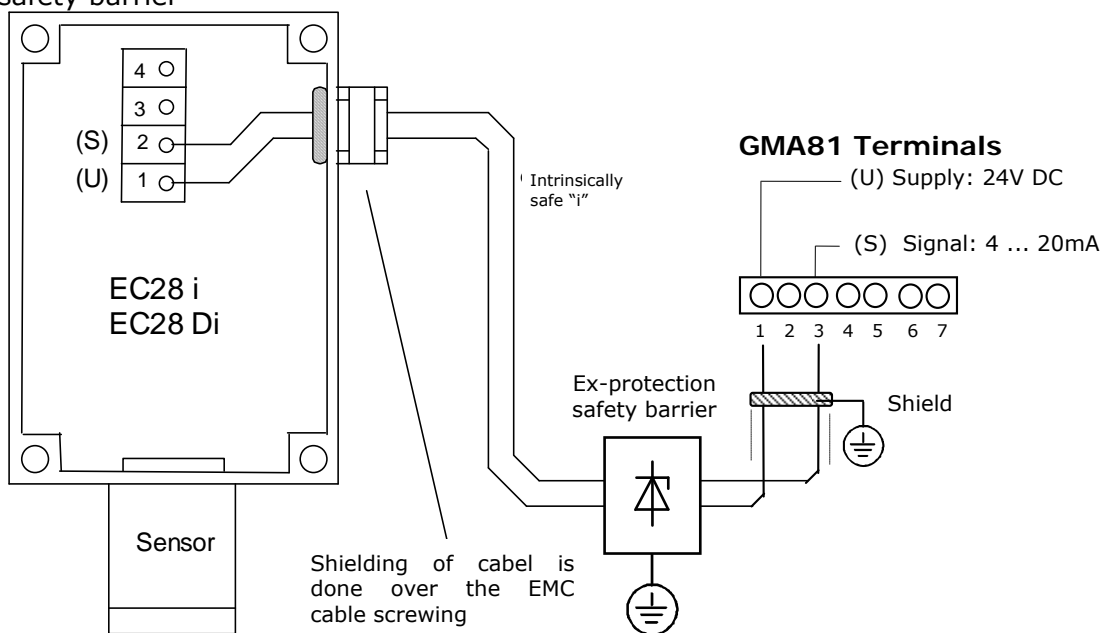 safety barrier
4
3
(S) 2
(U) 1
EC28 i
EC28 Di
Sensor
Intrinsically
safe “i”
Shielding of cabel is
done over the EMC
cable screwing
Ex-protection
safety barrier
GMA81 Terminals
(U) Supply: 24V DC
(S) Signal: 4 ... 20mA
1 2 3 4 5 6 7
Shield